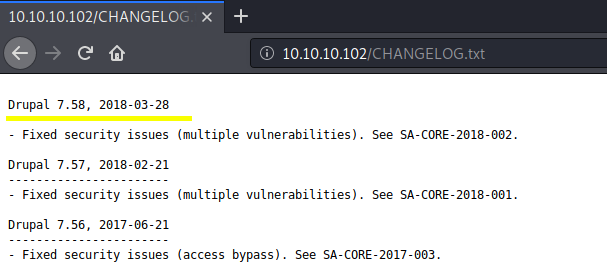 10.10.10.102/CHANGELOG.
10.10.10.102/CHANGELOG.txt
Drupal 7.58, 2018-03-28
- Fixed security issues (multiple vulnerabilities). See SA-CORE-2018-002.
Drupal 7.57, 2018-02-21
-----------------------
- Fixed security issues (multiple vulnerabilities). See SA-CORE-2018-001.
Drupal 7.56, 2017-06-21
-----------------------
- Fixed security issues (access bypass). See SA-CORE-2017-003.